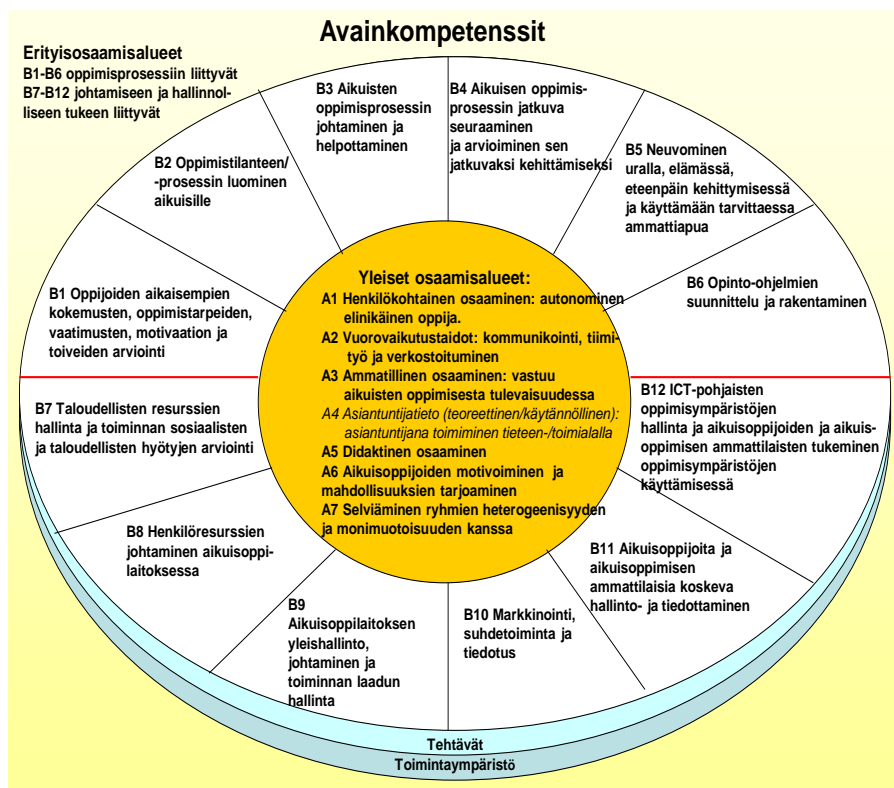 Avainkompetenssit
Erityisosaamisalueet
B1-B6 oppimisprosessiin liittyvät
B7-B12 johtamiseen ja hallinnol-
liseen tukeen liittyvät
B3 Aikuisten
oppimisprosessin
johtaminen ja
helpottaminen
B4 Aikuisen oppimis-
prosessin jatkuva
seuraaminen
ja arvioiminen sen
jatkuvaksi kehittämiseksi
B2 Oppimistilanteen/
-prosessin luominen
aikuisille
B5 Neuvominen
uralla, elämässä,
eteenpäin kehittymisessä
ja käyttämään tarvittaessa
ammattiapua
B1 Oppijoiden aikaisempien
kokemusten, oppimistarpeiden,
vaatimusten, motivaation ja
toiveiden arviointi
B6 Opinto-ohjelmien
suunnittelu ja rakentaminen
Yleiset osaamisalueet:
A1 Henkilökohtainen osaaminen: autonominen
elinikäinen oppija.
A2 Vuorovaikutustaidot: kommunikointi, tiimi-
työ ja verkostoituminen
A3 Ammatillinen osaaminen: vastuu
aikuisten oppimisesta tulevaisuudessa
A4 Asiantuntijatieto (teoreettinen/käytännöllinen):
asiantuntijana toimiminen tieteen-/toimialalla
A5 Didaktinen osaaminen
A6 Aikuisoppijoiden motivoiminen ja
mahdollisuuksien tarjoaminen
A7 Selviäminen ryhmien heterogeenisyyden
ja monimuotoisuuden kanssa
B7 Taloudellisten resurssien
hallinta ja toiminnan sosiaalisten
ja taloudellisten hyötyjen arviointi
B12 ICT-pohjaisten
oppimisympäristöjen
hallinta ja aikuisoppijoiden ja aikuis-
oppimisen ammattilaisten tukeminen
oppimisympäristöjen
käyttämisessä
B8 Henkilöresurssien
johtaminen aikuisoppi-
laitoksessa
B11 Aikuisoppijoita ja
aikuisoppimisen
ammattilaisia koskeva
hallinto- ja tiedottaminen
B9
Aikuisoppilaitoksen
yleishallinto,
johtaminen ja
toiminnan laadun
hallinta
B10 Markkinointi,
suhdetoiminta ja
tiedotus
Tehtävät
Toimintaympäristö